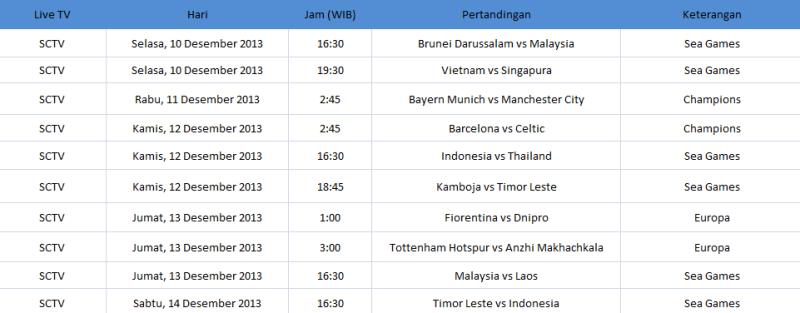 Live TV Hari Jam (WIB) Pertandingan Keterangan
SCTV Selasa, 10 Desember 2013 16:30 Brunei Darussalam vs Malaysia Sea Games
SCTV Selasa, 10 Desember 2013 19:30 Vietnam vs Singapura Sea Games
SCTV Rabu, 11 Desember 2013 2:45 Bayern Munich vs Manchester City Champions
SCTV Kamis, 12 Desember 2013 2:45 Barcelona vs Celtic Champions
SCTV Kamis, 12 Desember 2013 16:30 Indonesia vs Thailand Sea Games
SCTV Kamis, 12 Desember 2013 18:45 Kamboja vs Timor Leste Sea Games
SCTV Jumat, 13 Desember 2013 1:00 Fiorentina vs Dnipro Europa
SCTV Jumat, 13 Desember 2013 3:00 Tottenham Hotspur vs Anzhi Makhachkala Europa
SCTV Jumat, 13 Desember 2013 16:30 Malaysia vs Laos Sea Games
SCTV Sabtu, 14 Desember 2013 16:30 Timor Leste vs Indonesia Sea Games